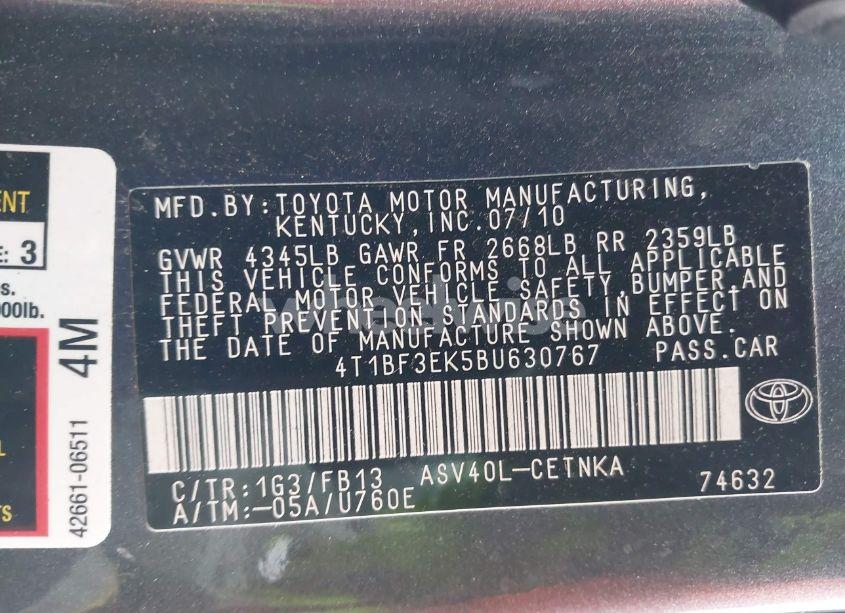 MFD.BY:TOYOTA MOTOR MANUFACTURING,
KENTUCKY,INC.07/10
GVWR 4345LB GAWR FR 2668LB RR 2359LB
THIS VEHICLE CONFORMS TO ALL APPLICABLE
FEDERAL MOTOR VEHICLE SAFETY,BUMPER,AND
THEFT PREVENTION STANDARDS IN EFFECT ON
THE DATE OF MANUFACTURE SHOWN ABOVE.
4T1BF3EK5BU630767 PASS.CAR
C/TR:1G3/FB13 ASV40L-CETNKA
A/TM:-05A/U760E 74632
ENT
E: 3
s.
000lb.
4M
42661-06511
L
TS